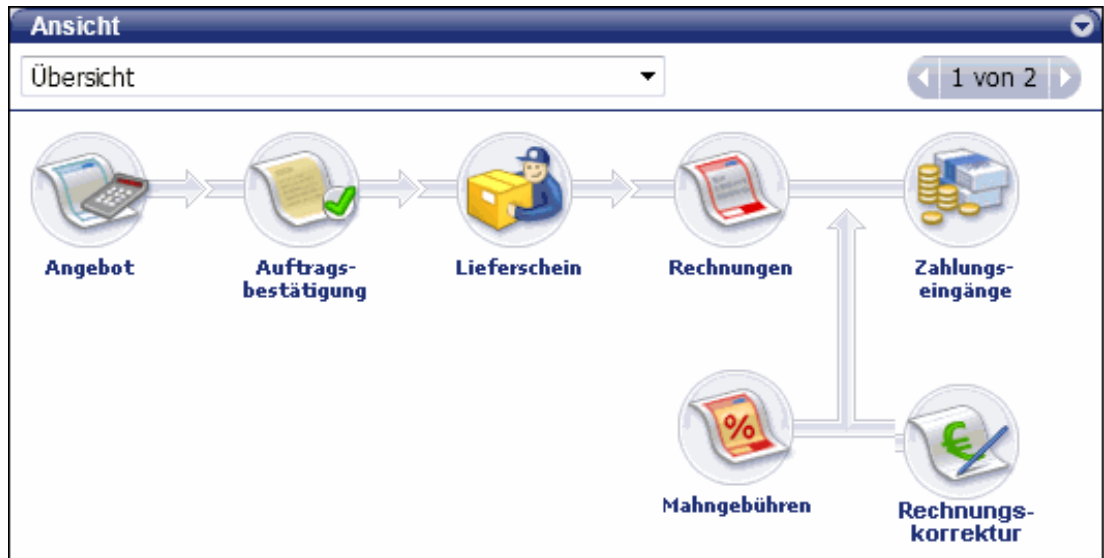 Ansicht
Übersicht
1 von 2
Angebot
Auftrags-
bestätigung
Lieferschein
Rechnungen
Zahlungs-
eingänge
Mahngebühren
Rechnungs-
korrektur